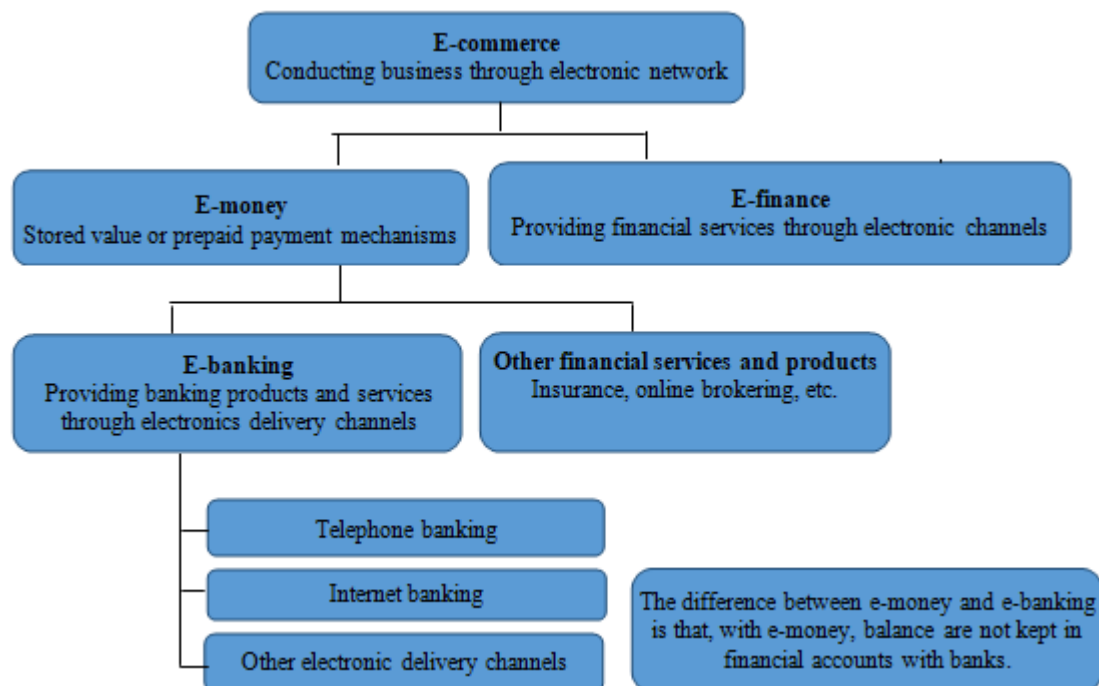 E-commerce
Conducting business through electronic network
E-money
Stored value or prepaid payment mechanisms
E-finance
Providing financial services through electronic channels
E-banking
Providing banking products and services
through electronics delivery channels
Other financial services and products
Insurance, online brokering, etc.
Telephone banking
Internet banking
Other electronic delivery channels
The difference between e-money and e-banking
is that, with e-money, balance are not kept in
financial accounts with banks.